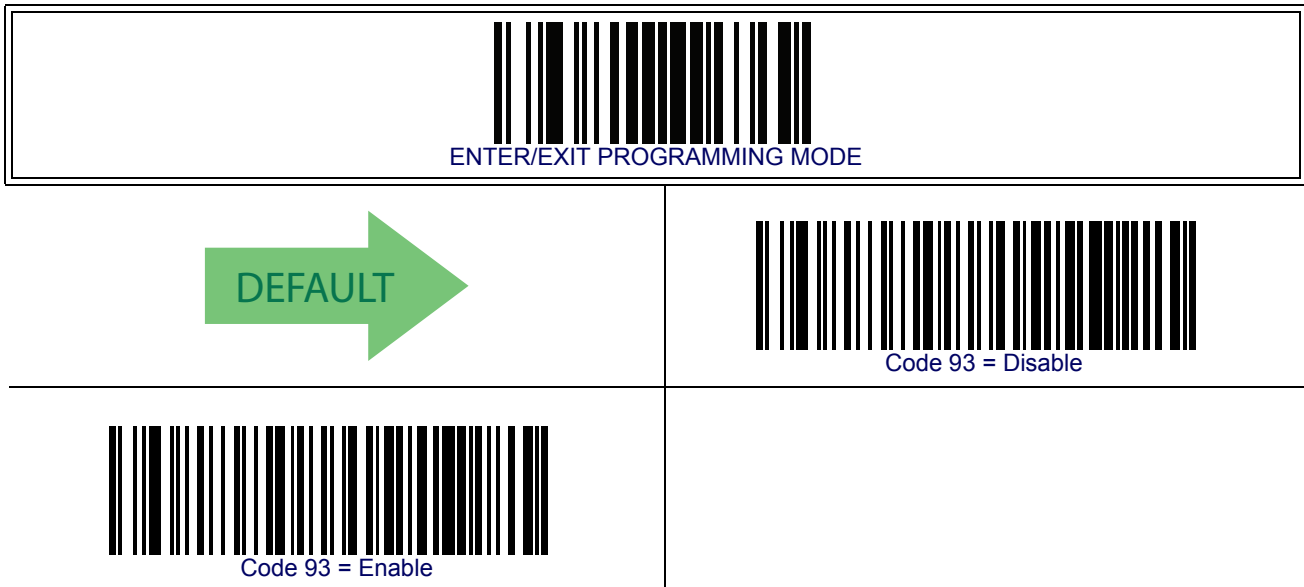 ENTER/EXIT PROGRAMMING MODE
DEFAULT
Code 93 = Disable
Code 93 = Enable